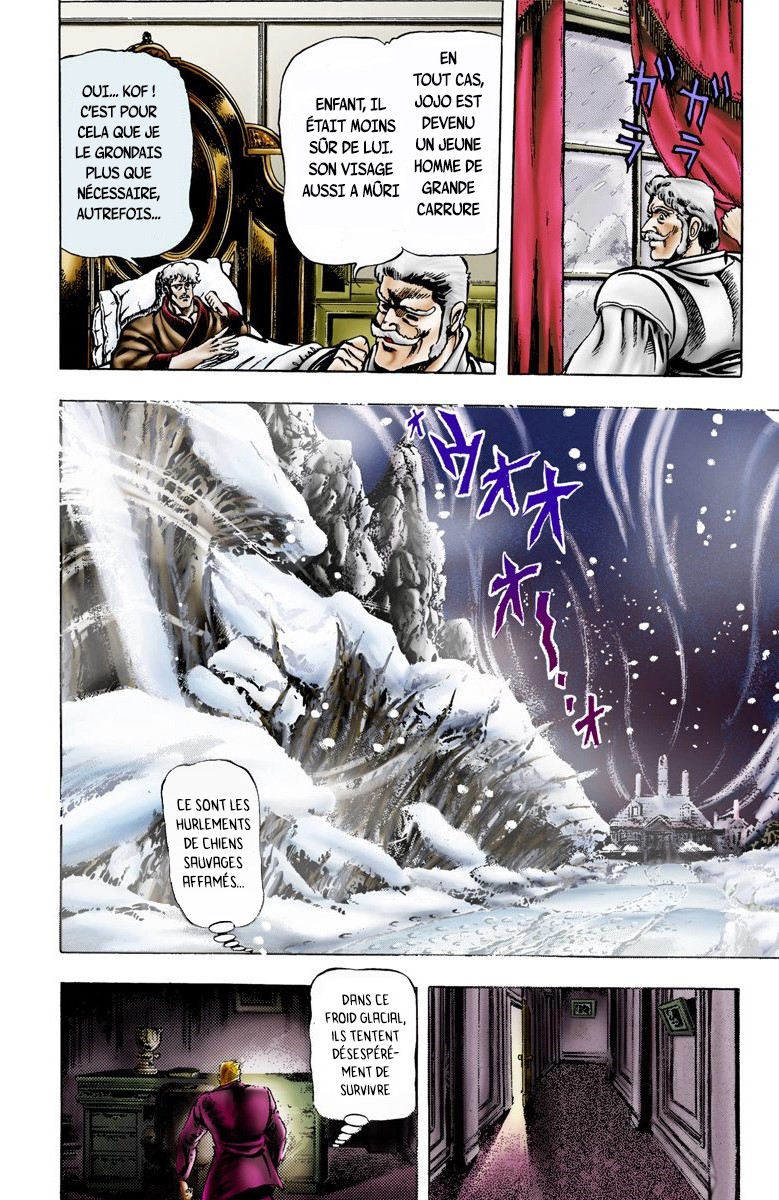 ガガ
ガラ
EN
TOUT CAS,
JOJO EST
DEVENU
UN JEUNE
HOMME DE
GRANDE
CARRURE
ENFANT, IL
ÉTAIT MOINS
SÛR DE LUI.
SON VISAGE
AUSSI A MÛRI
OUI... KOF !
C'EST POUR
CELA QUE JE
LE GRONDAIS
PLUS QUE
NÉCESSAIRE,
AUTREFOIS...
オウオオオ〜.オ
CE SONT LES
HURLEMENTS
DE CHIENS
SAUVAGES
AFFAMÉS...
DANS CE
FROID GLACIAL,
ILS TENTENT
DÉSESPÉRÉ-
MENT DE
SURVIVRE